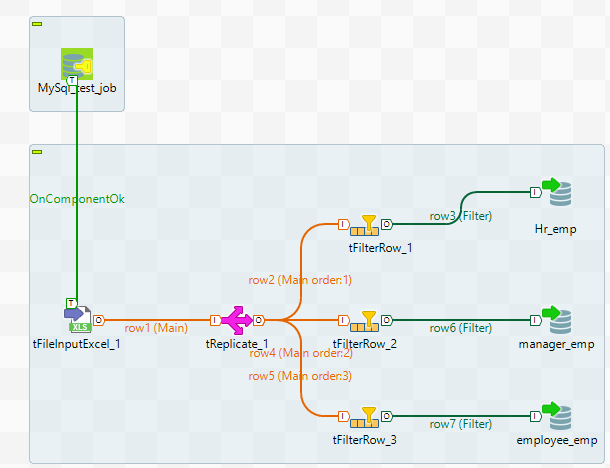 T
MySql_test_job
OnComponentOk
T
XLS
O
tFileInputExcel_1
row1 (Main)
I
O
tReplicate_1
row2 (Main order:1)
row4 (Main order:2)
row5 (Main order:3)
I
O
tFilterRow_1
row3 (Filter)
I
Hr_emp
I
O
tFilterRow_2
row6 (Filter)
I
manager_emp
I
O
tFilterRow_3
row7 (Filter)
I
employee_emp